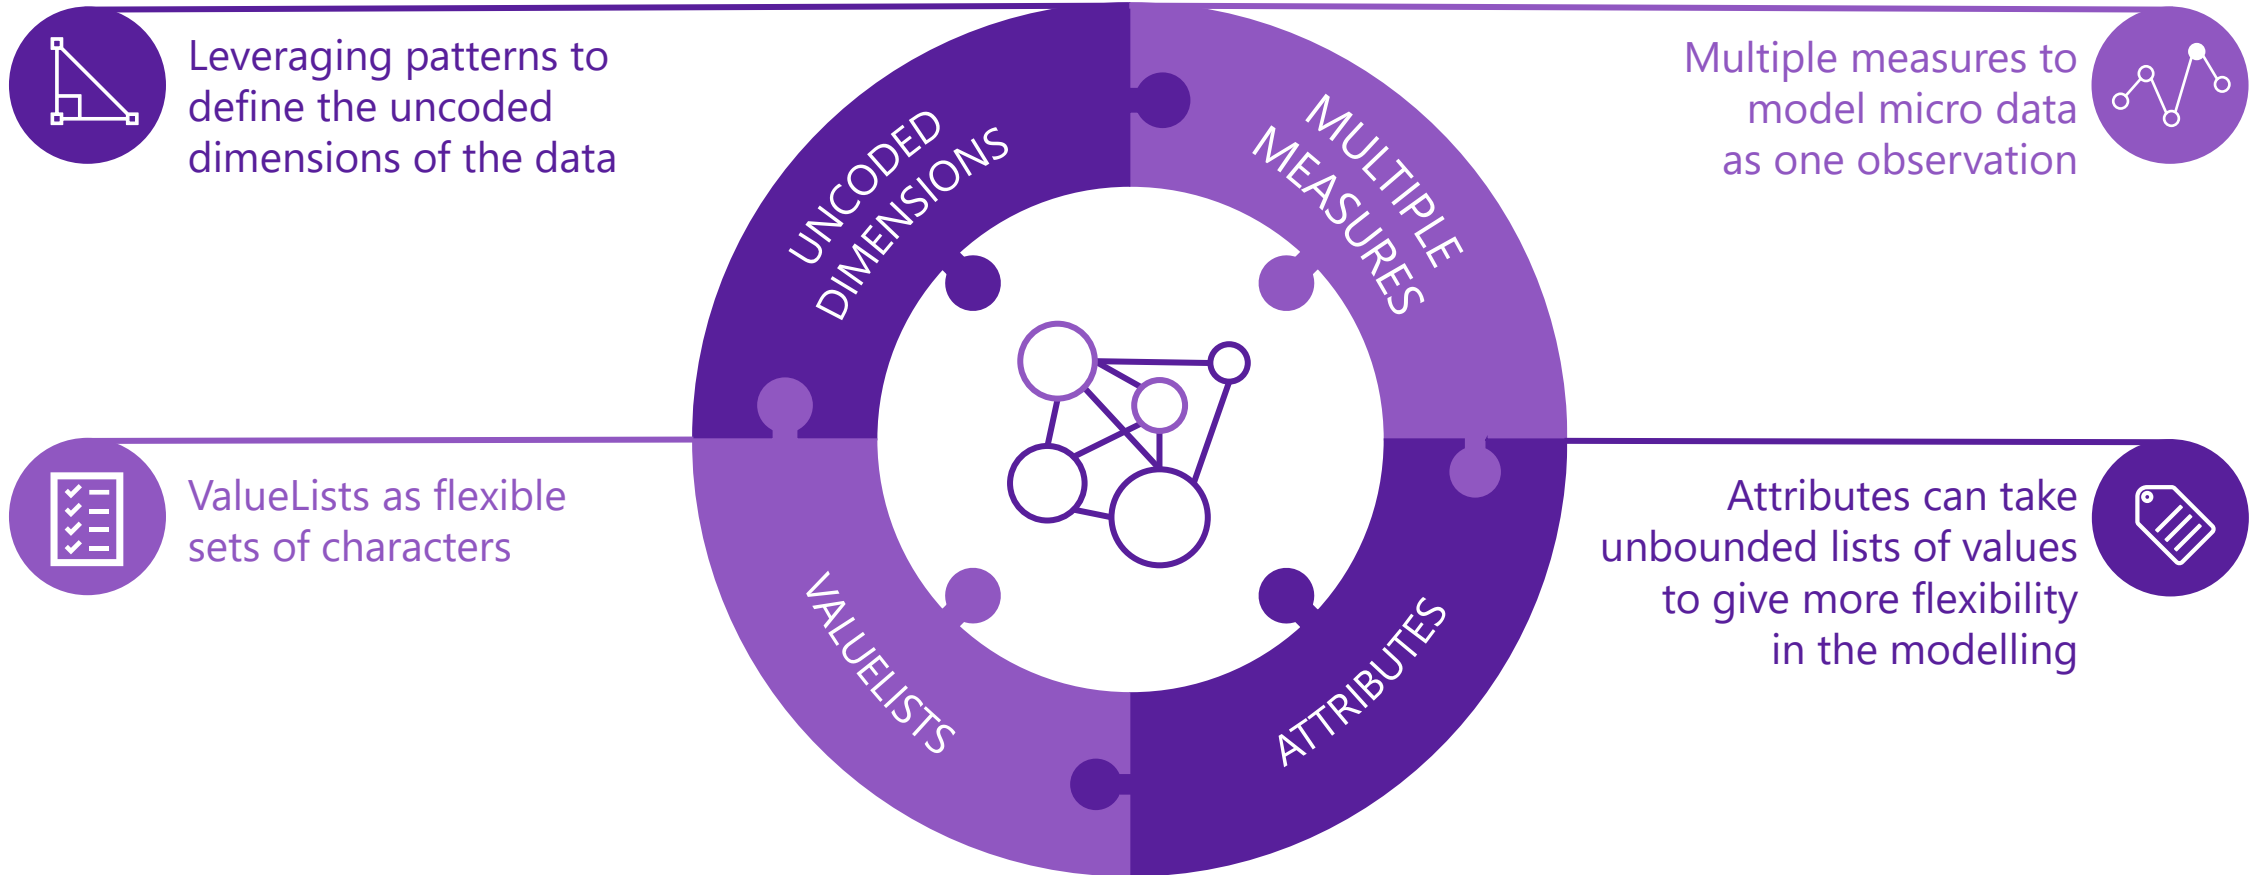 Leveraging patterns to
define the uncoded
dimensions of the data
Multiple measures to
model micro data
as one observation
UNCODED
DIMENSIONS
MULTIPLE
MEASURES
ValueLists as flexible
sets of characters
Attributes can take
unbounded lists of values
to give more flexibility
in the modelling
VALUELISTS
ATTRIBUTES